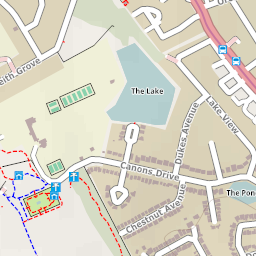 eith Grove
The Lake
Dukes Avenue
Lake View
Canons Drive
The Pon
Chestnut Avenue